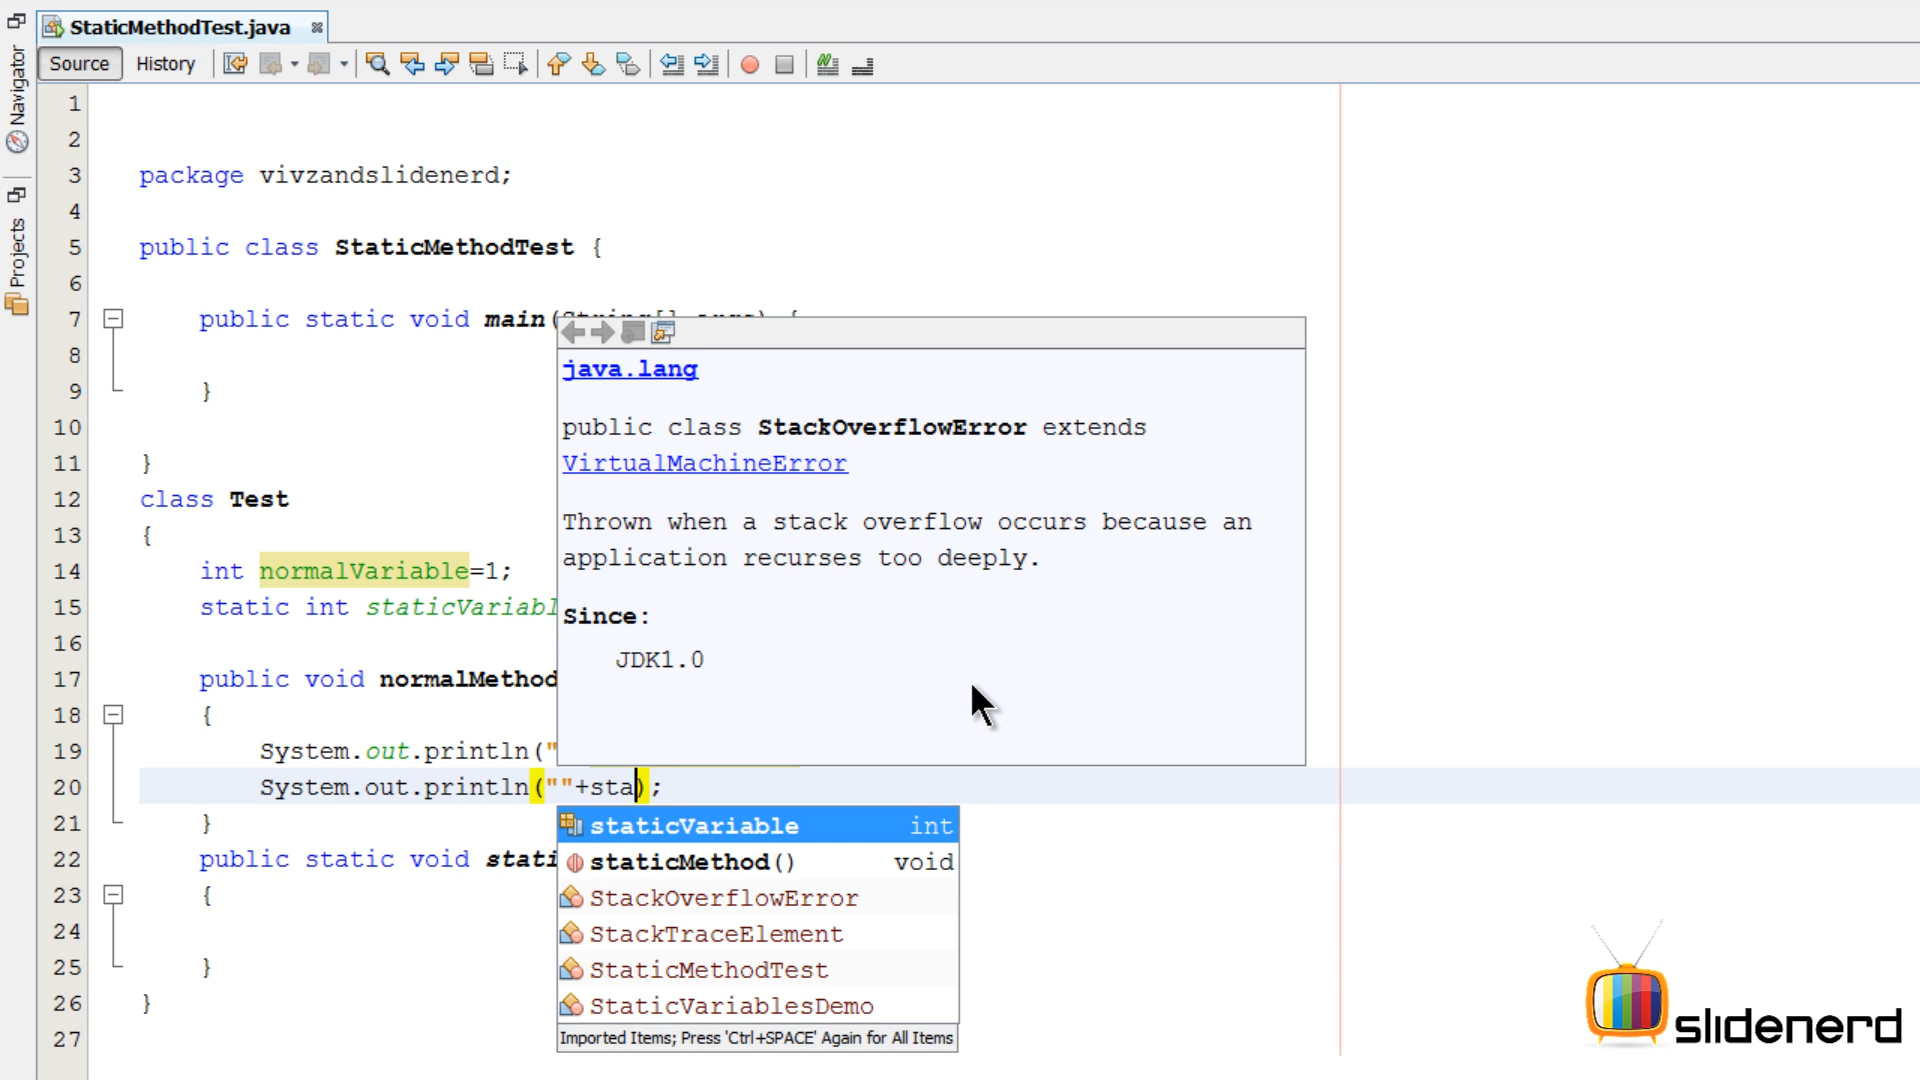 StaticMethodTest.java
Source History
Navigator
Projects
1
2
3 package vivzandslidenerd;
4
5 public class StaticMethodTest {
6
7 public static void main(String[] args) {
8
9 }
10
11 }
12 class Test
13 {
14 int normalVariable=1;
15 static int staticVariabl
16
17 public void normalMethod
18 {
19 System.out.println("
20 System.out.println(""+sta);
21 }
22 public static void stati
23 {
24
25 }
26 }
27
java.lang
public class StackOverflowError extends
VirtualMachineError
Thrown when a stack overflow occurs because an
application recurses too deeply.
Since:
JDK1.0
staticVariable int
staticMethod() void
StackOverflowError
StackTraceElement
StaticMethodTest
StaticVariablesDemo
Imported Items; Press 'Ctrl+SPACE' Again for All Items
slidenerd